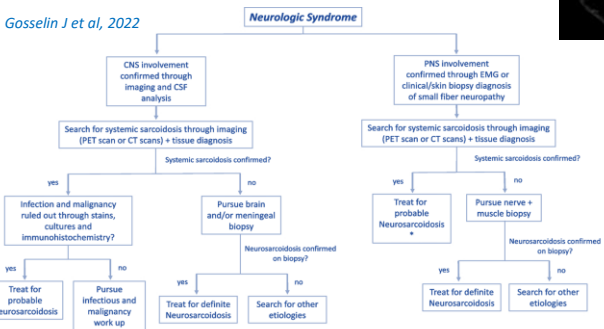 Gosselin J et al, 2022
Neurologic Syndrome
CNS involvement
confirmed through
imaging and CSF
analysis
PNS involvement
confirmed through EMG or
clinical/skin biopsy diagnosis
of small fiber neuropathy
Search for systemic sarcoidosis through imaging
(PET scan or CT scans) + tissue diagnosis
Search for systemic sarcoidosis through imaging
(PET scan or CT scans) + tissue diagnosis
Systemic sarcoidosis confirmed?
Systemic sarcoidosis confirmed?
yes
no
yes
no
Infection and malignancy
ruled out through stains,
cultures and
immunohistochemistry?
Pursue brain
and/or meningeal
biopsy
Treat for
probable
Neurosarcoidosis
*
Pursue nerve +
muscle biopsy
Neurosarcoidosis confirmed
on biopsy?
Neurosarcoidosis confirmed
on biopsy?
yes
no
yes
no
yes
no
Treat for
probable
eurosarcoidosis
Pursue
infectious and
malignancy
work up
Treat for definite
Neurosarcoidosis
Search for other
etiologies
Treat for definite
Neurosarcoidosis
Search for other
etiologies